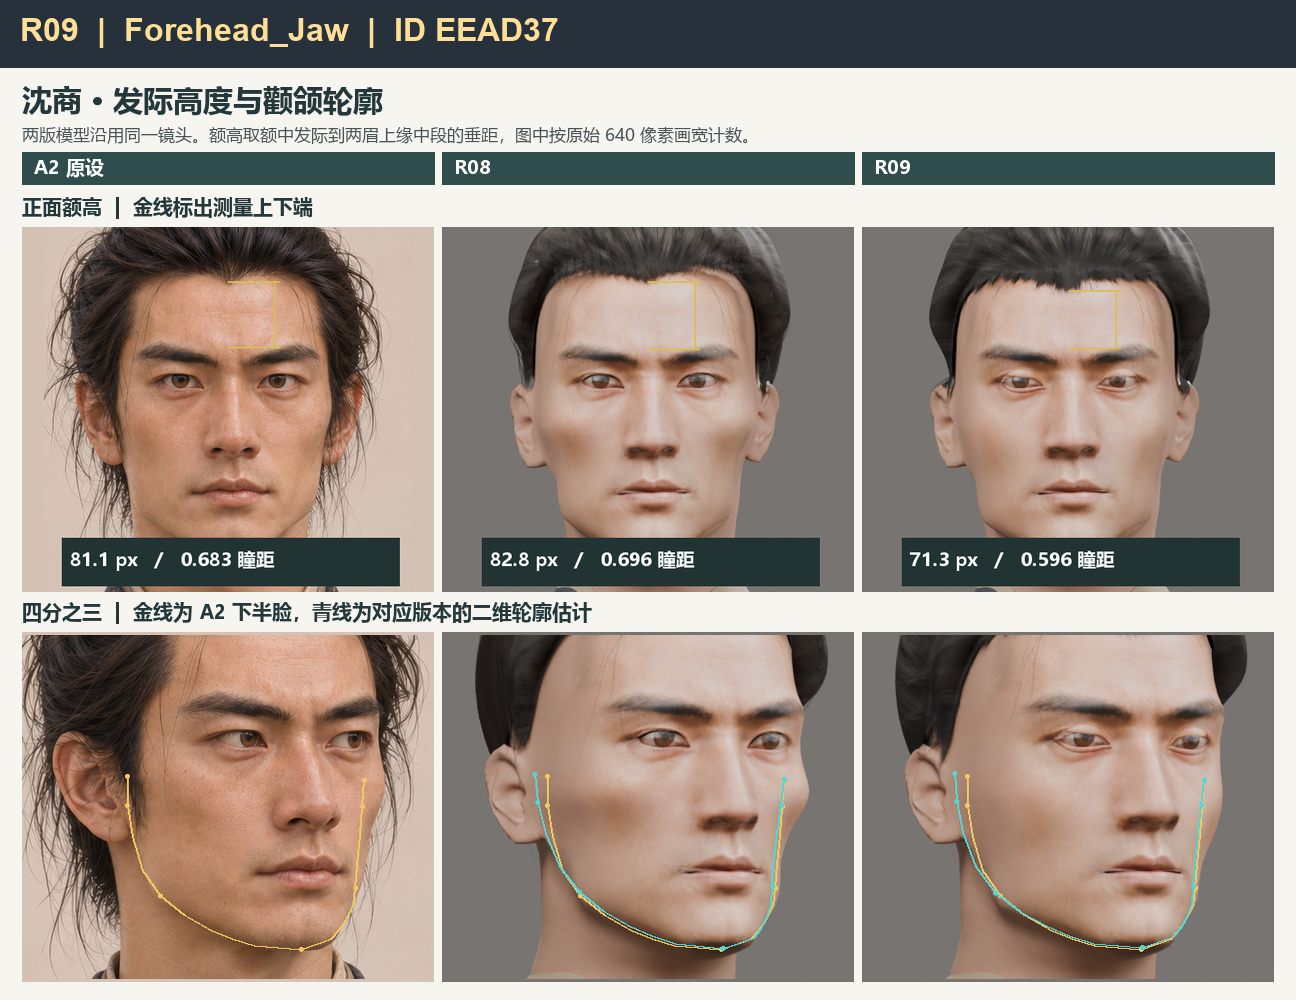 R09 | Forehead_Jaw | ID EEAD37
沈商 • 发际高度与颧颌轮廓
两版模型沿用同一镜头。额高取额中发际到两眉上缘中段的垂距，图中按原始 640 像素画宽计数。
A2 原设
R08
R09
正面额高 | 金线标出测量上下端
81.1 px / 0.683 瞳距
82.8 px / 0.696 瞳距
71.3 px / 0.596 瞳距
四分之三 | 金线为 A2 下半脸，青线为对应版本的二维轮廓估计